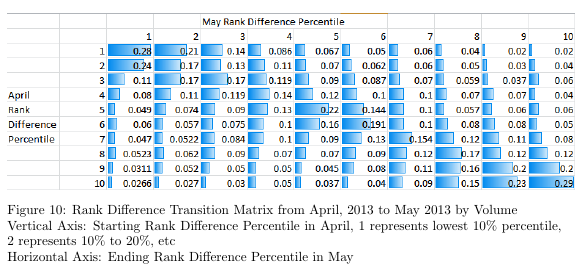 May Rank Difference Percentile
1 2 3 4 5 6 7 8 9 10
1 0.28 0.21 0.14 0.086 0.067 0.05 0.06 0.04 0.02 0.02
2 0.24 0.17 0.13 0.11 0.07 0.062 0.06 0.05 0.03 0.04
3 0.11 0.17 0.17 0.119 0.09 0.087 0.07 0.059 0.037 0.06
April 4 0.08 0.11 0.119 0.14 0.12 0.1 0.1 0.07 0.07 0.04
Rank 5 0.049 0.074 0.09 0.13 0.22 0.144 0.1 0.057 0.06 0.06
Difference 6 0.06 0.057 0.075 0.1 0.16 0.191 0.1 0.08 0.08 0.05
Percentile 7 0.047 0.0522 0.084 0.1 0.09 0.13 0.154 0.12 0.11 0.08
8 0.0523 0.062 0.09 0.07 0.07 0.09 0.12 0.17 0.12 0.12
9 0.0311 0.052 0.05 0.05 0.045 0.08 0.11 0.16 0.2 0.2
10 0.0266 0.027 0.03 0.05 0.037 0.04 0.09 0.15 0.23 0.29
Figure 10: Rank Difference Transition Matrix from April, 2013 to May 2013 by Volume
Vertical Axis: Starting Rank Difference Percentile in April, 1 represents lowest 10% percentile,
2 represents 10% to 20%, etc
Horizontal Axis: Ending Rank Difference Percentile in May